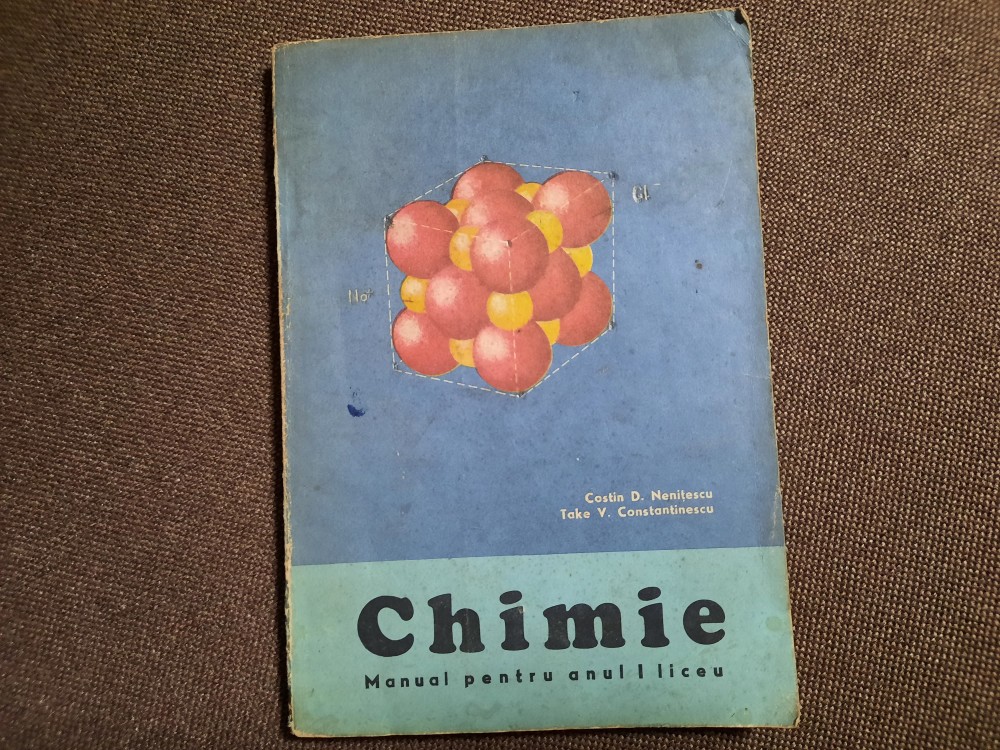 Cl⁻
Na⁺
Costin D. Nenițescu
Take V. Constantinescu
Chimie
Manual pentru anul I liceu